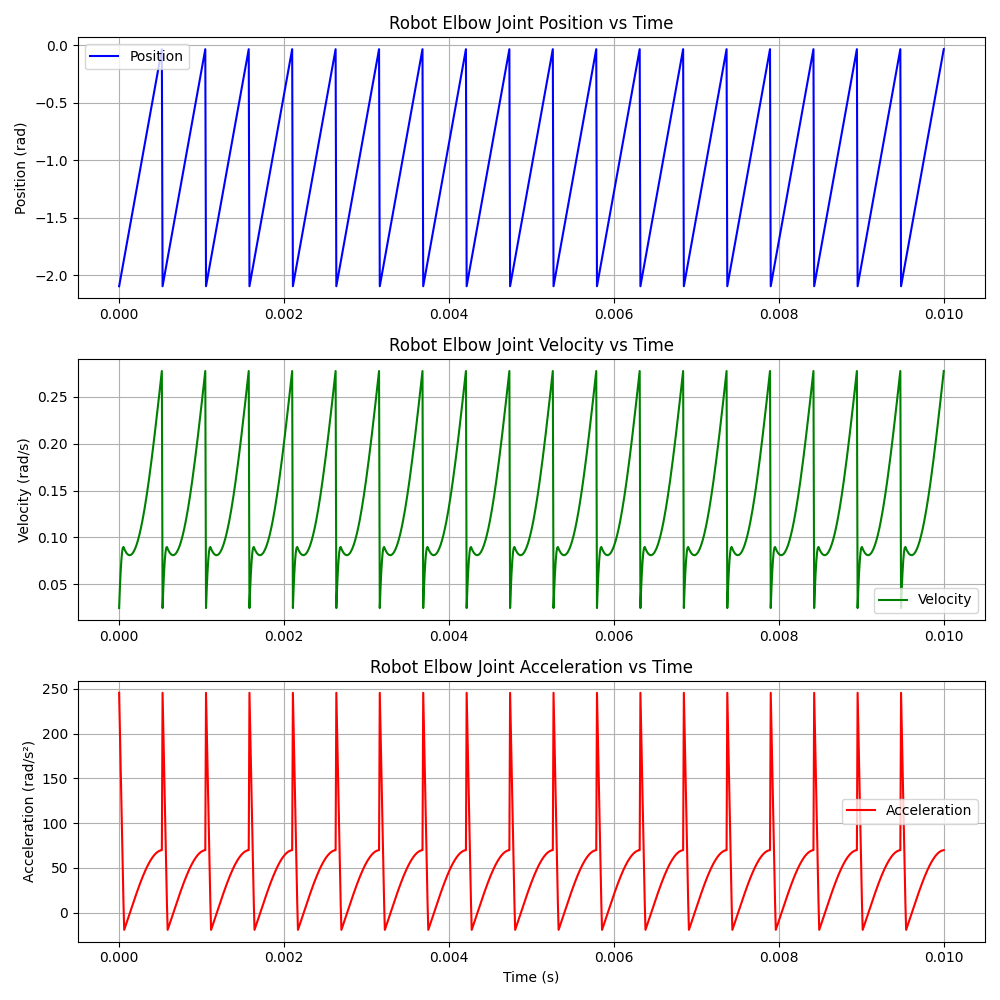 Robot Elbow Joint Position vs Time
Position
Position (rad)
0.0
−0.5
−1.0
−1.5
−2.0
0.000 0.002 0.004 0.006 0.008 0.010
Robot Elbow Joint Velocity vs Time
Velocity (rad/s)
0.25
0.20
0.15
0.10
0.05
Velocity
0.000 0.002 0.004 0.006 0.008 0.010
Robot Elbow Joint Acceleration vs Time
Acceleration (rad/s²)
250
200
150
100
50
0
Acceleration
0.000 0.002 0.004 0.006 0.008 0.010
Time (s)